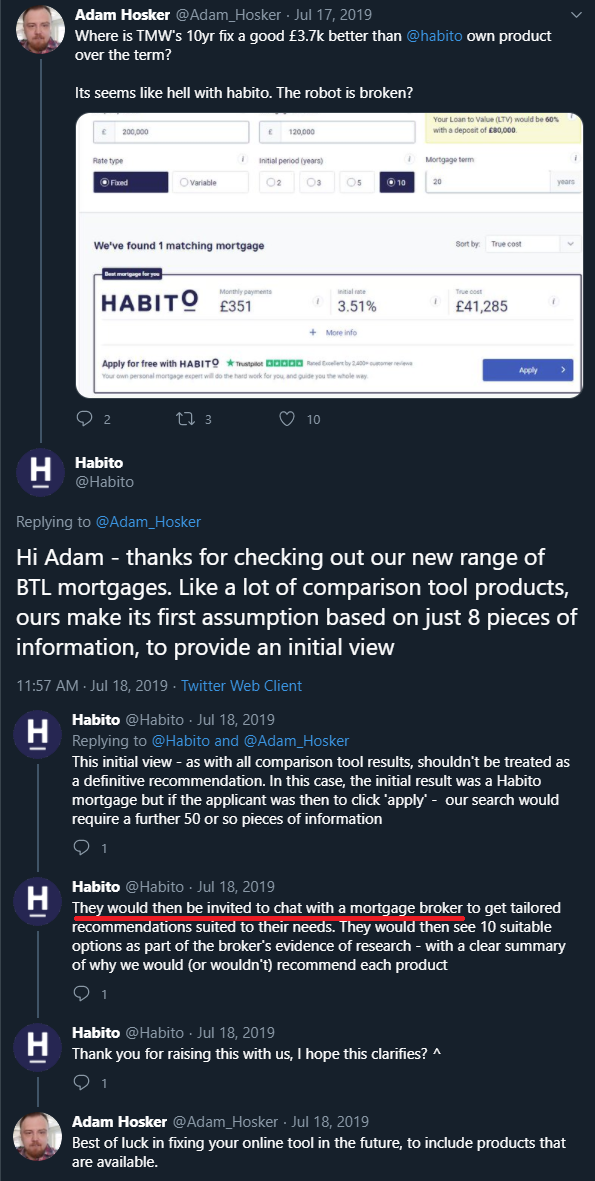 Adam Hosker @Adam_Hosker · Jul 17, 2019
Where is TMW's 10yr fix a good £3.7k better than @habito own product
over the term?
Its seems like hell with habito. The robot is broken?
Your Loan to Value (LTV) would be 60%
with a deposit of £80,000.
£ 200,000
£ 120,000
Rate type i
Initial period (years) i
Mortgage term i
Fixed
Variable
2
3
5
10
20 years
We've found 1 matching mortgage
Sort by: True cost
Best mortgage for you
HABITO
Monthly payments
£351
i
Initial rate
3.51%
i
True cost
£41,285
i
+ More info
Apply for free with HABITO ★ Trustpilot Rated Excellent by 2,400+ customer reviews
Your own personal mortgage expert will do the hard work for you, and guide you the whole way.
Apply >
2 3 10
H
Habito
@Habito
Replying to @Adam_Hosker
Hi Adam - thanks for checking out our new range of
BTL mortgages. Like a lot of comparison tool products,
ours make its first assumption based on just 8 pieces of
information, to provide an initial view
11:57 AM · Jul 18, 2019 · Twitter Web Client
H
Habito @Habito · Jul 18, 2019
Replying to @Habito and @Adam_Hosker
This initial view - as with all comparison tool results, shouldn't be treated as
a definitive recommendation. In this case, the initial result was a Habito
mortgage but if the applicant was then to click 'apply' - our search would
require a further 50 or so pieces of information
1
H
Habito @Habito · Jul 18, 2019
They would then be invited to chat with a mortgage broker to get tailored
recommendations suited to their needs. They would then see 10 suitable
options as part of the broker's evidence of research - with a clear summary
of why we would (or wouldn't) recommend each product
1
H
Habito @Habito · Jul 18, 2019
Thank you for raising this with us, I hope this clarifies? ^
1
Adam Hosker @Adam_Hosker · Jul 18, 2019
Best of luck in fixing your online tool in the future, to include products that
are available.